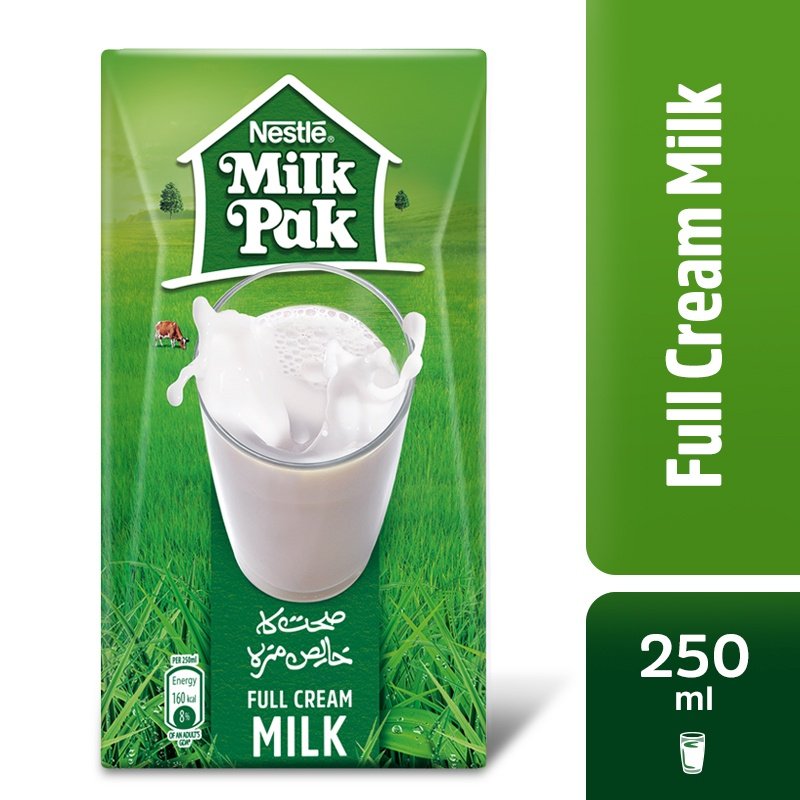 Nestlé®
Milk
Pak
صحت کا
خالص مزہ
PER 250ml
Energy
160 kcal
8%
OF AN ADULT'S
GDA*
FULL CREAM
MILK
Full Cream Milk
250
ml